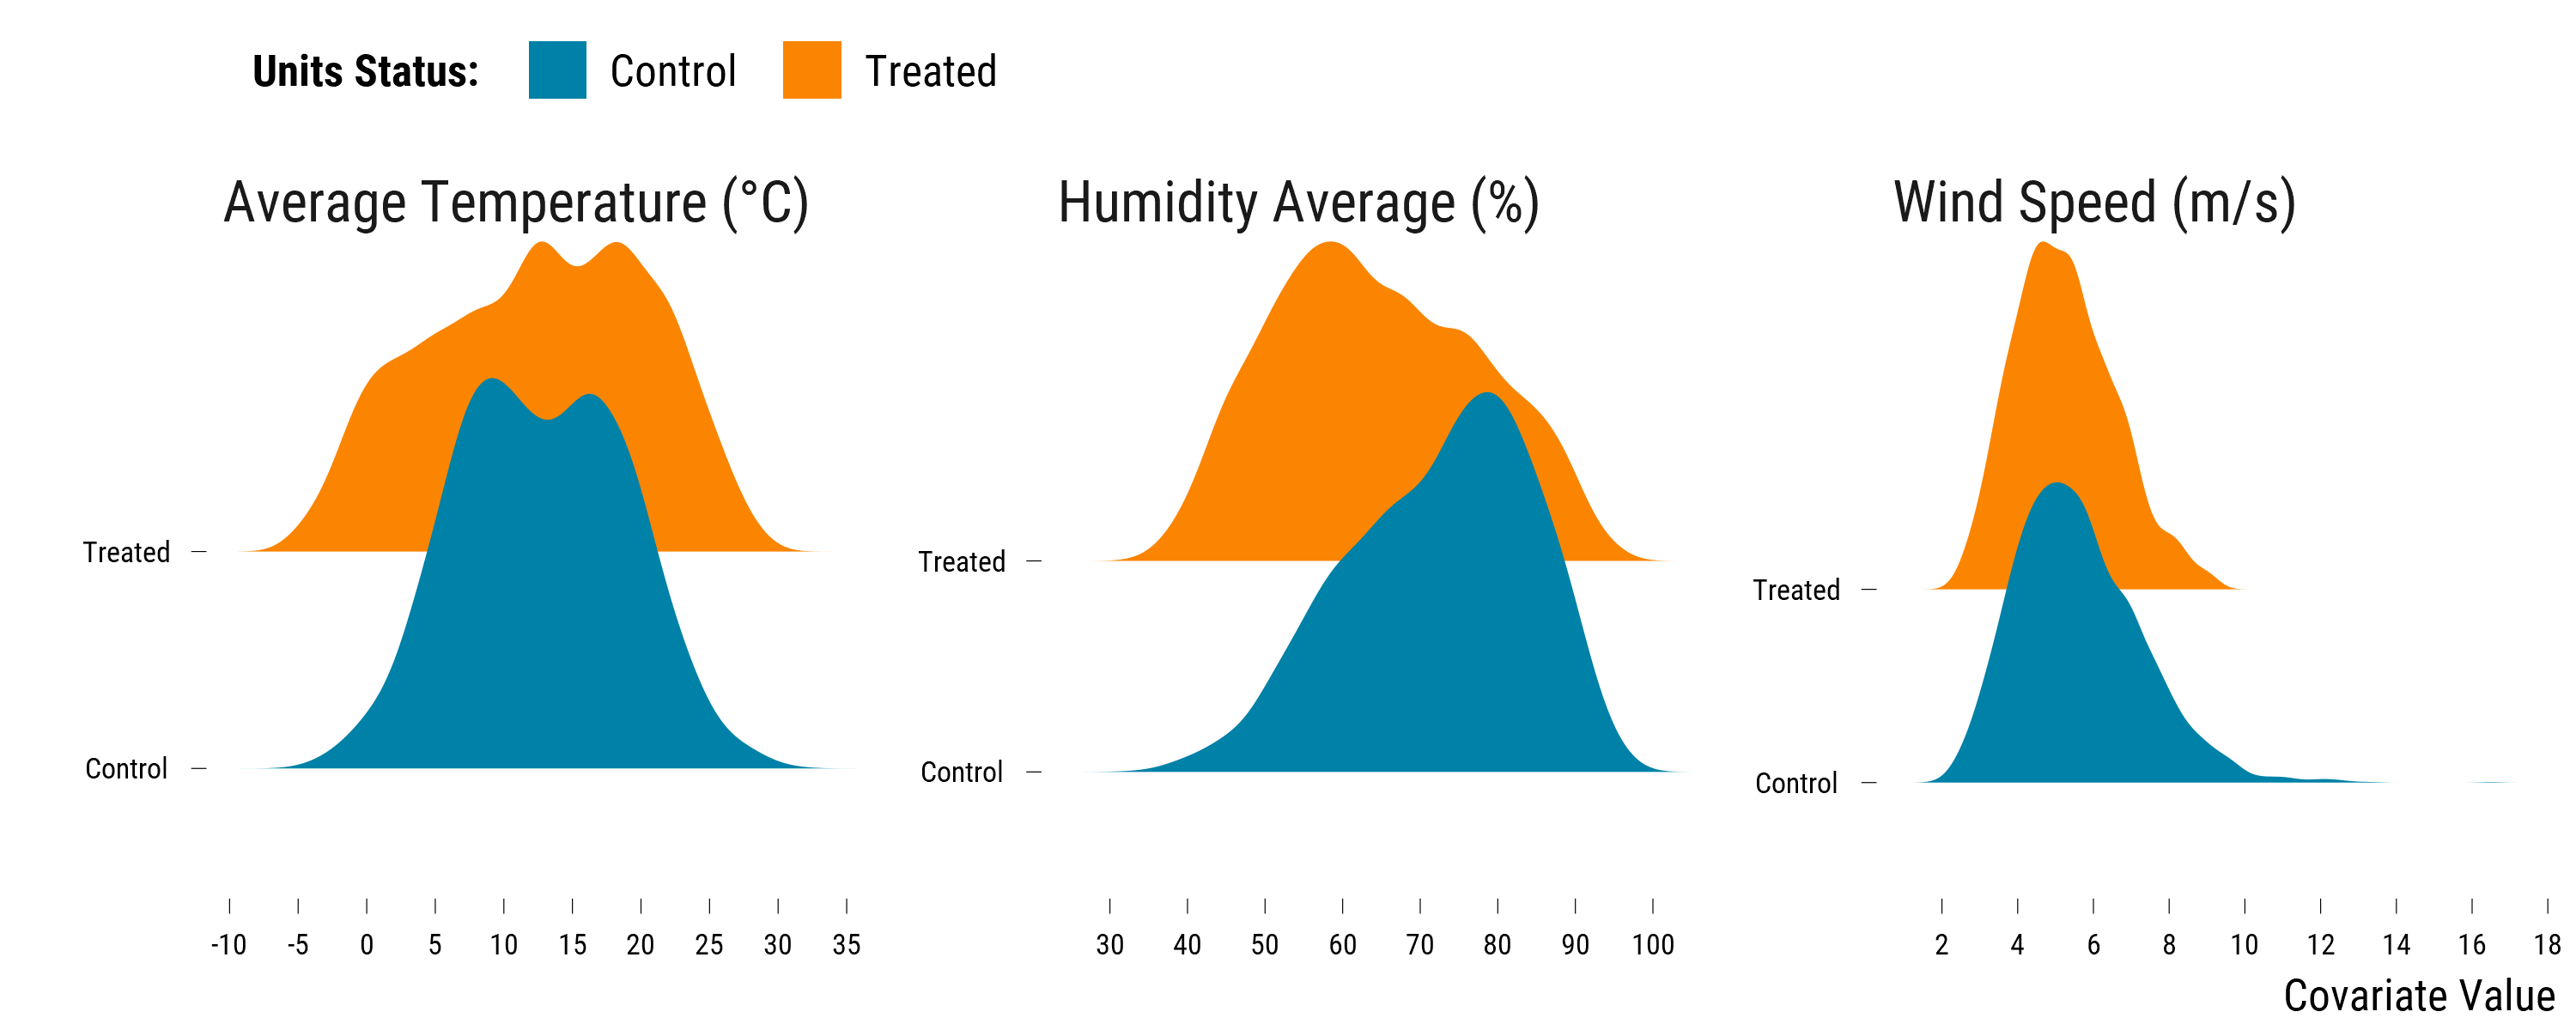 Units Status: Control Treated
Average Temperature (°C)
Treated
Control
-10 -5 0 5 10 15 20 25 30 35
Humidity Average (%)
Treated
Control
30 40 50 60 70 80 90 100
Wind Speed (m/s)
Treated
Control
2 4 6 8 10 12 14 16 18
Covariate Value